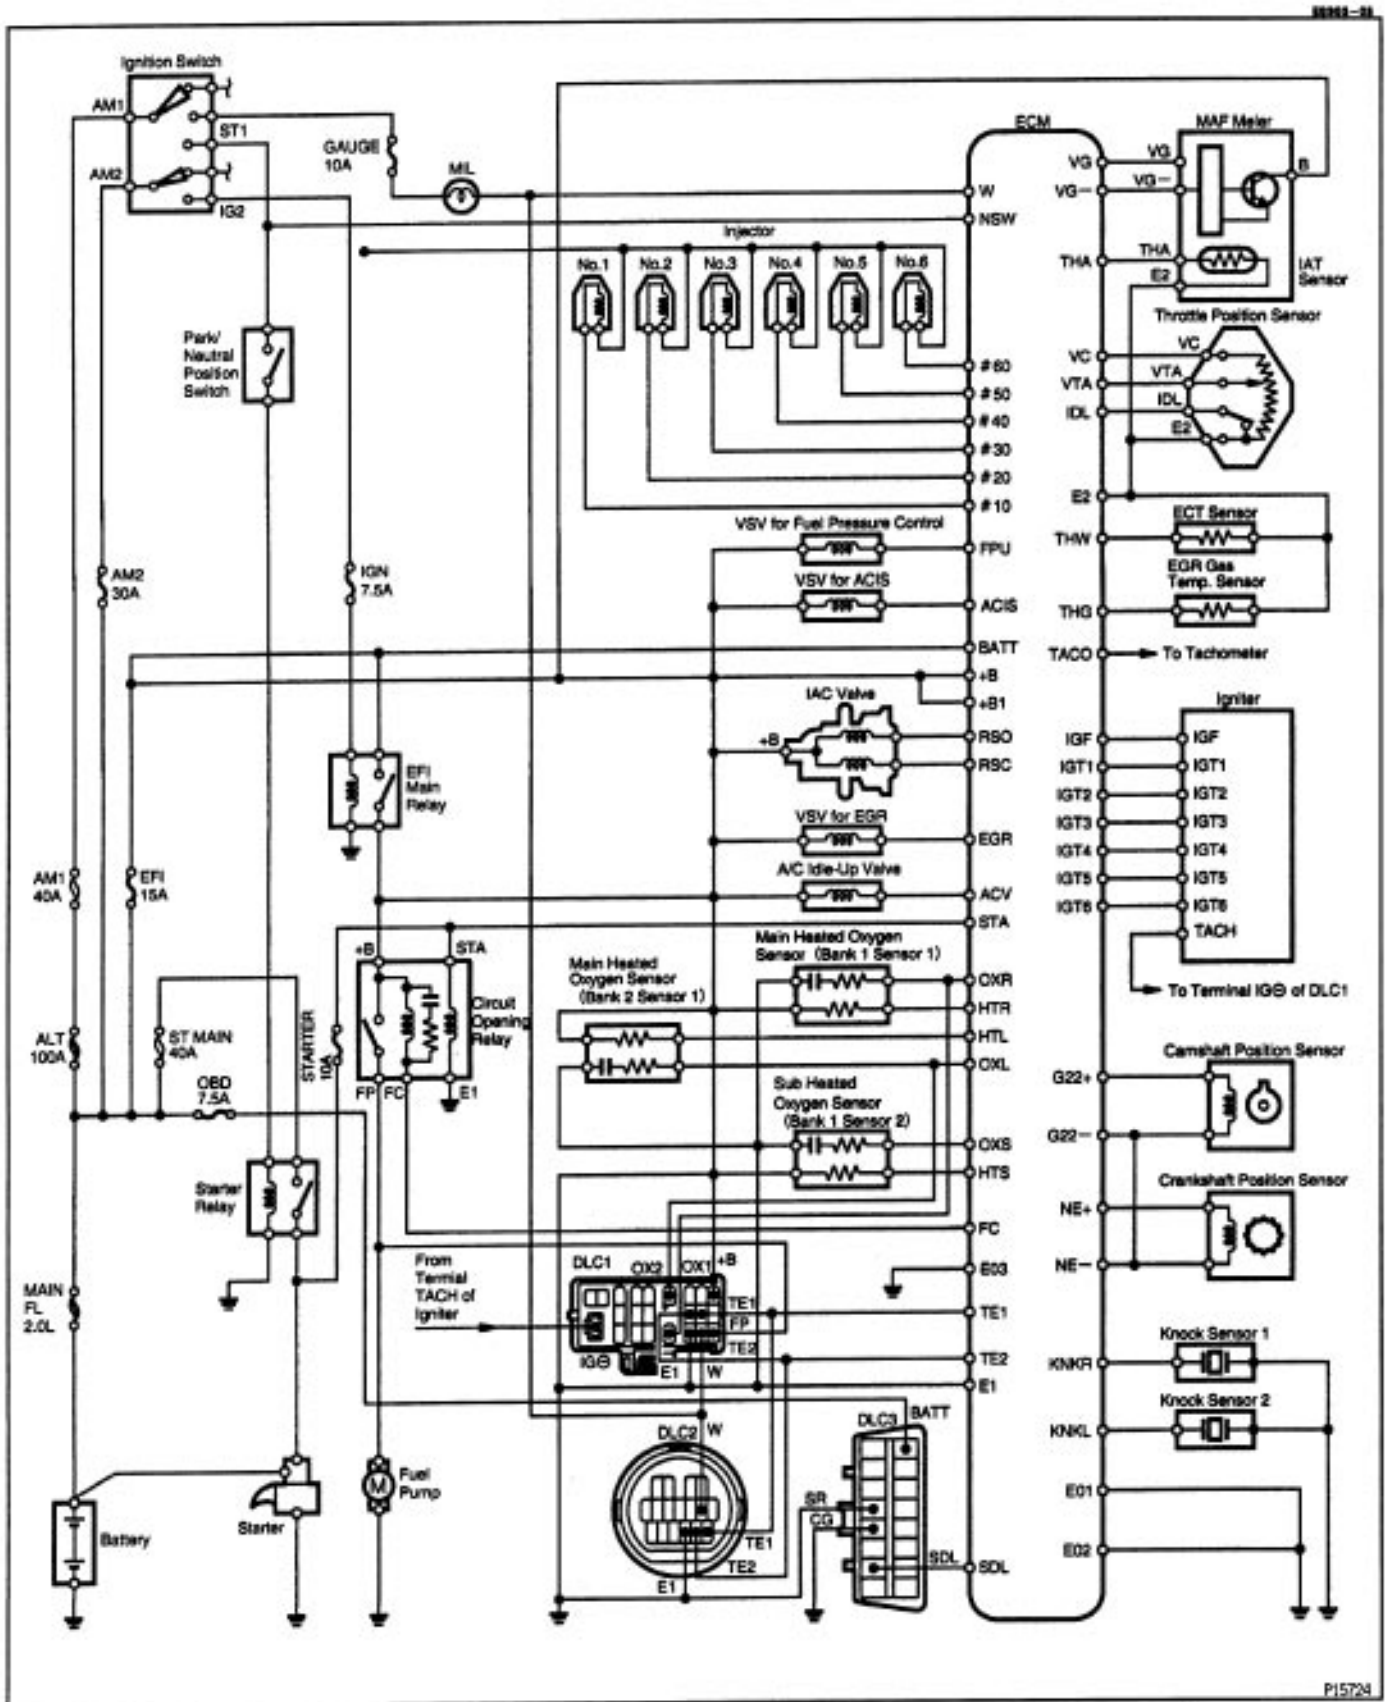 Ignition Switch
AM1
ST1
AM2
IG2
GAUGE
10A
MIL
ECM
MAF Meter
VG
VG
VG−
VG−
B
W
NSW
THA
THA
E2
IAT
Sensor
Injector
No.1
No.2
No.3
No.4
No.5
No.6
Throttle Position Sensor
VC
VC
VTA
VTA
IDL
IDL
E2
Park/
Neutral
Position
Switch
#60
#50
#40
#30
#20
#10
E2
ECT Sensor
THW
EGR Gas
Temp. Sensor
THG
VSV for Fuel Pressure Control
FPU
VSV for ACIS
ACIS
AM2
30A
IGN
7.5A
BATT
TACO
To Tachometer
+B
+B1
IAC Valve
+B
RSO
RSC
Igniter
IGF
IGF
IGT1
IGT1
IGT2
IGT2
IGT3
IGT3
IGT4
IGT4
IGT5
IGT5
IGT6
IGT6
TACH
To Terminal IG⊖ of DLC1
EFI
Main
Relay
VSV for EGR
EGR
A/C Idle-Up Valve
ACV
STA
AM1
40A
EFI
15A
+B
STA
Main Heated Oxygen
Sensor (Bank 1 Sensor 1)
Main Heated
Oxygen Sensor
(Bank 2 Sensor 1)
OXR
HTR
HTL
OXL
Circuit
Opening
Relay
ALT
100A
ST MAIN
40A
STARTER
10A
OBD
7.5A
FP
FC
E1
Sub Heated
Oxygen Sensor
(Bank 1 Sensor 2)
OXS
HTS
Camshaft Position Sensor
G22+
G22−
Crankshaft Position Sensor
NE+
NE−
Starter
Relay
FC
E03
MAIN
FL
2.0L
From
Termial
TACH of
Igniter
DLC1
OX2
OX1
+B
TE1
FP
TE2
IG⊖
E1
W
TE1
TE2
E1
Knock Sensor 1
KNKR
Knock Sensor 2
KNKL
DLC3
BATT
DLC2
W
SR
CG
SDL
SDL
TE1
TE2
E1
E01
E02
Fuel
Pump
M
Starter
Battery
P15724